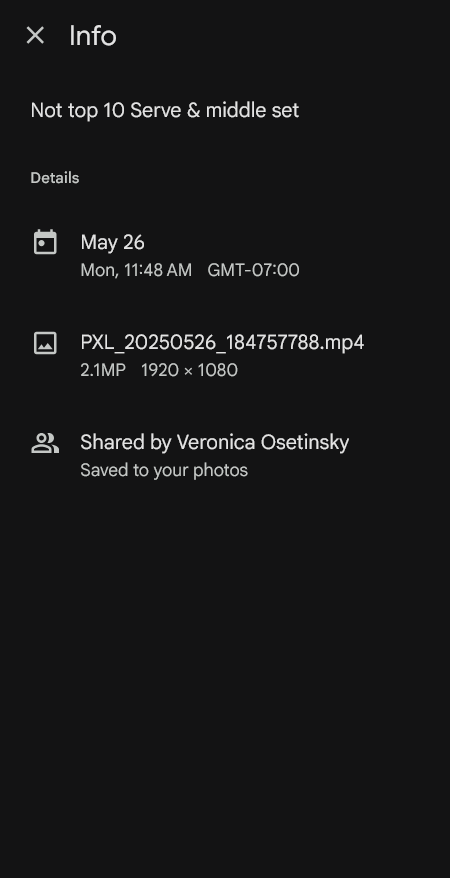 Info
Not top 10 Serve & middle set
Details
May 26
Mon, 11:48 AM GMT-07:00
PXL_20250526_184757788.mp4
2.1MP 1920 × 1080
Shared by Veronica Osetinsky
Saved to your photos